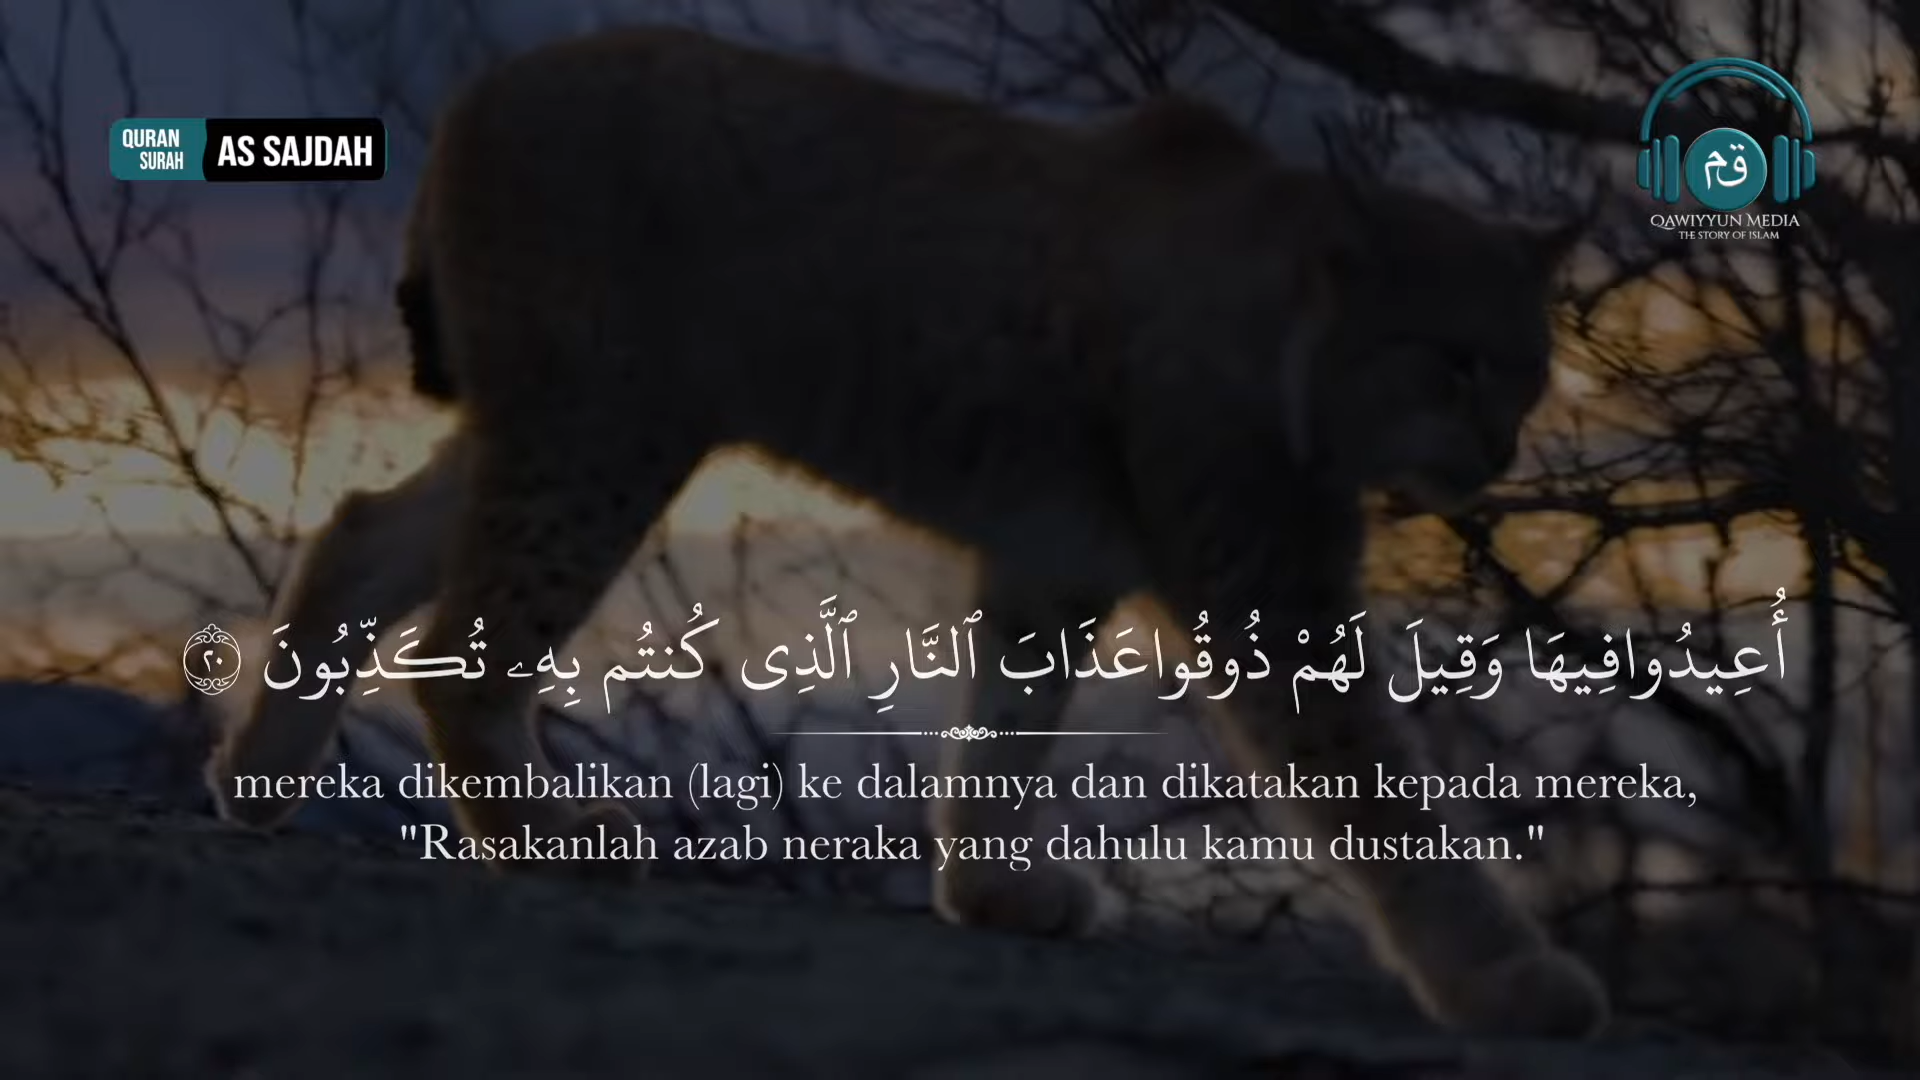 QURAN
SURAH
AS SAJDAH
قم
QAWIYYUN MEDIA
THE STORY OF ISLAM
أُعِيدُوا فِيهَا وَقِيلَ لَهُمْ ذُوقُوا عَذَابَ ٱلنَّارِ ٱلَّذِى كُنتُم بِهِۦ تُكَذِّبُونَ ٢٠
mereka dikembalikan (lagi) ke dalamnya dan dikatakan kepada mereka,
"Rasakanlah azab neraka yang dahulu kamu dustakan."